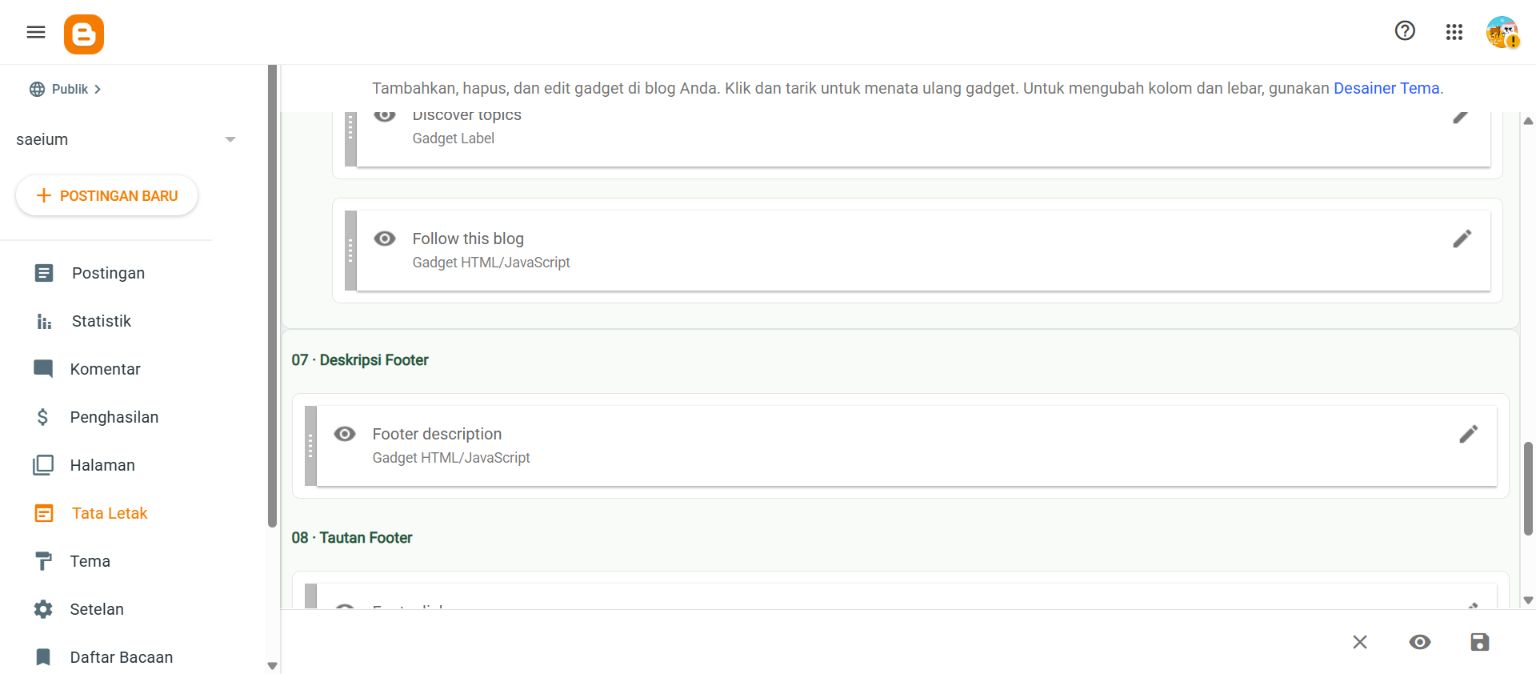 Publik
saeium
POSTINGAN BARU
Postingan
Statistik
Komentar
Penghasilan
Halaman
Tata Letak
Tema
Setelan
Daftar Bacaan
Tambahkan, hapus, dan edit gadget di blog Anda. Klik dan tarik untuk menata ulang gadget. Untuk mengubah kolom dan lebar, gunakan Desainer Tema.
Discover topics
Gadget Label
Follow this blog
Gadget HTML/JavaScript
07 · Deskripsi Footer
Footer description
Gadget HTML/JavaScript
08 · Tautan Footer